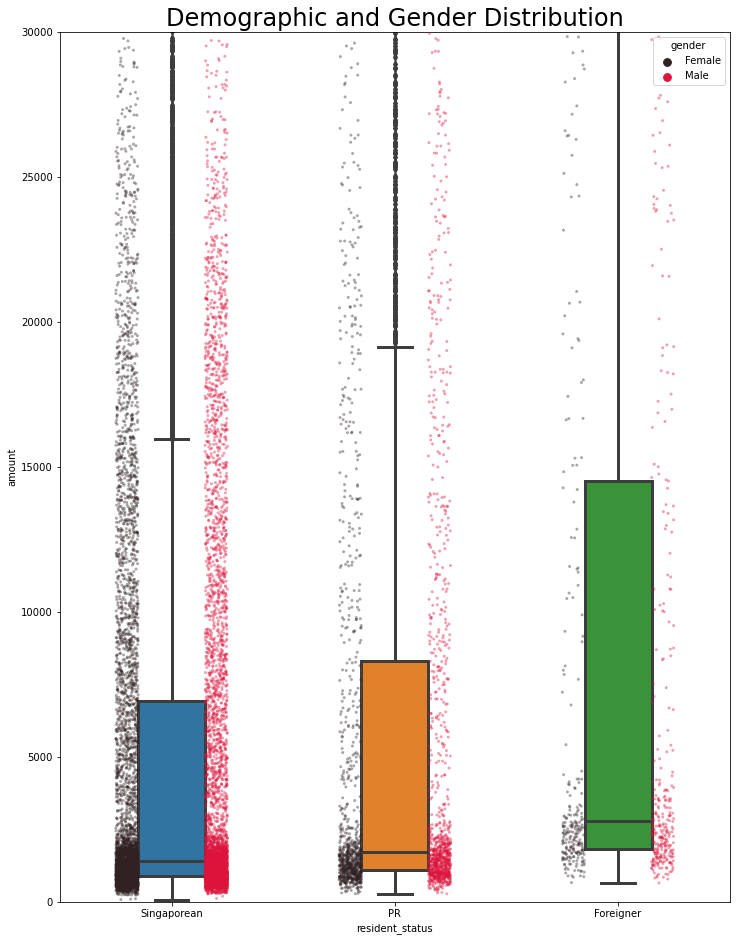 Demographic and Gender Distribution
gender
Female
Male
30000
25000
20000
15000
10000
5000
0
amount
Singaporean PR Foreigner
resident_status